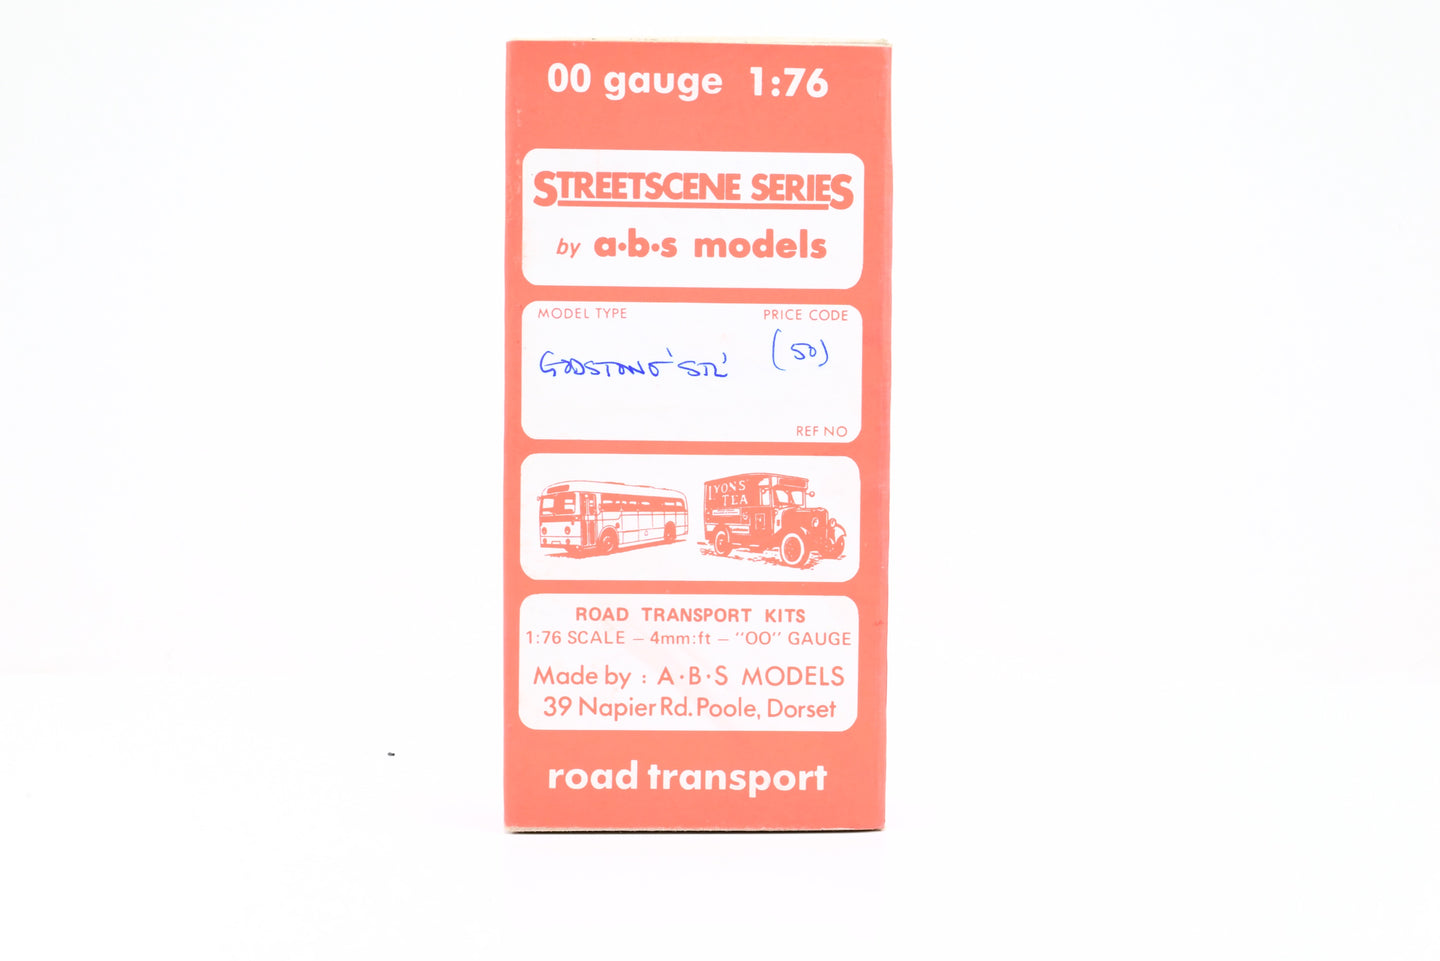 00 gauge 1:76
STREETSCENE SERIES
by a·b·s models
MODEL TYPE PRICE CODE
GODSTONE 'STL' (50)
REF NO
LYONS'
TEA
ROAD TRANSPORT KITS
1:76 SCALE – 4mm:ft – "OO" GAUGE
Made by : A·B·S MODELS
39 Napier Rd. Poole, Dorset
road transport